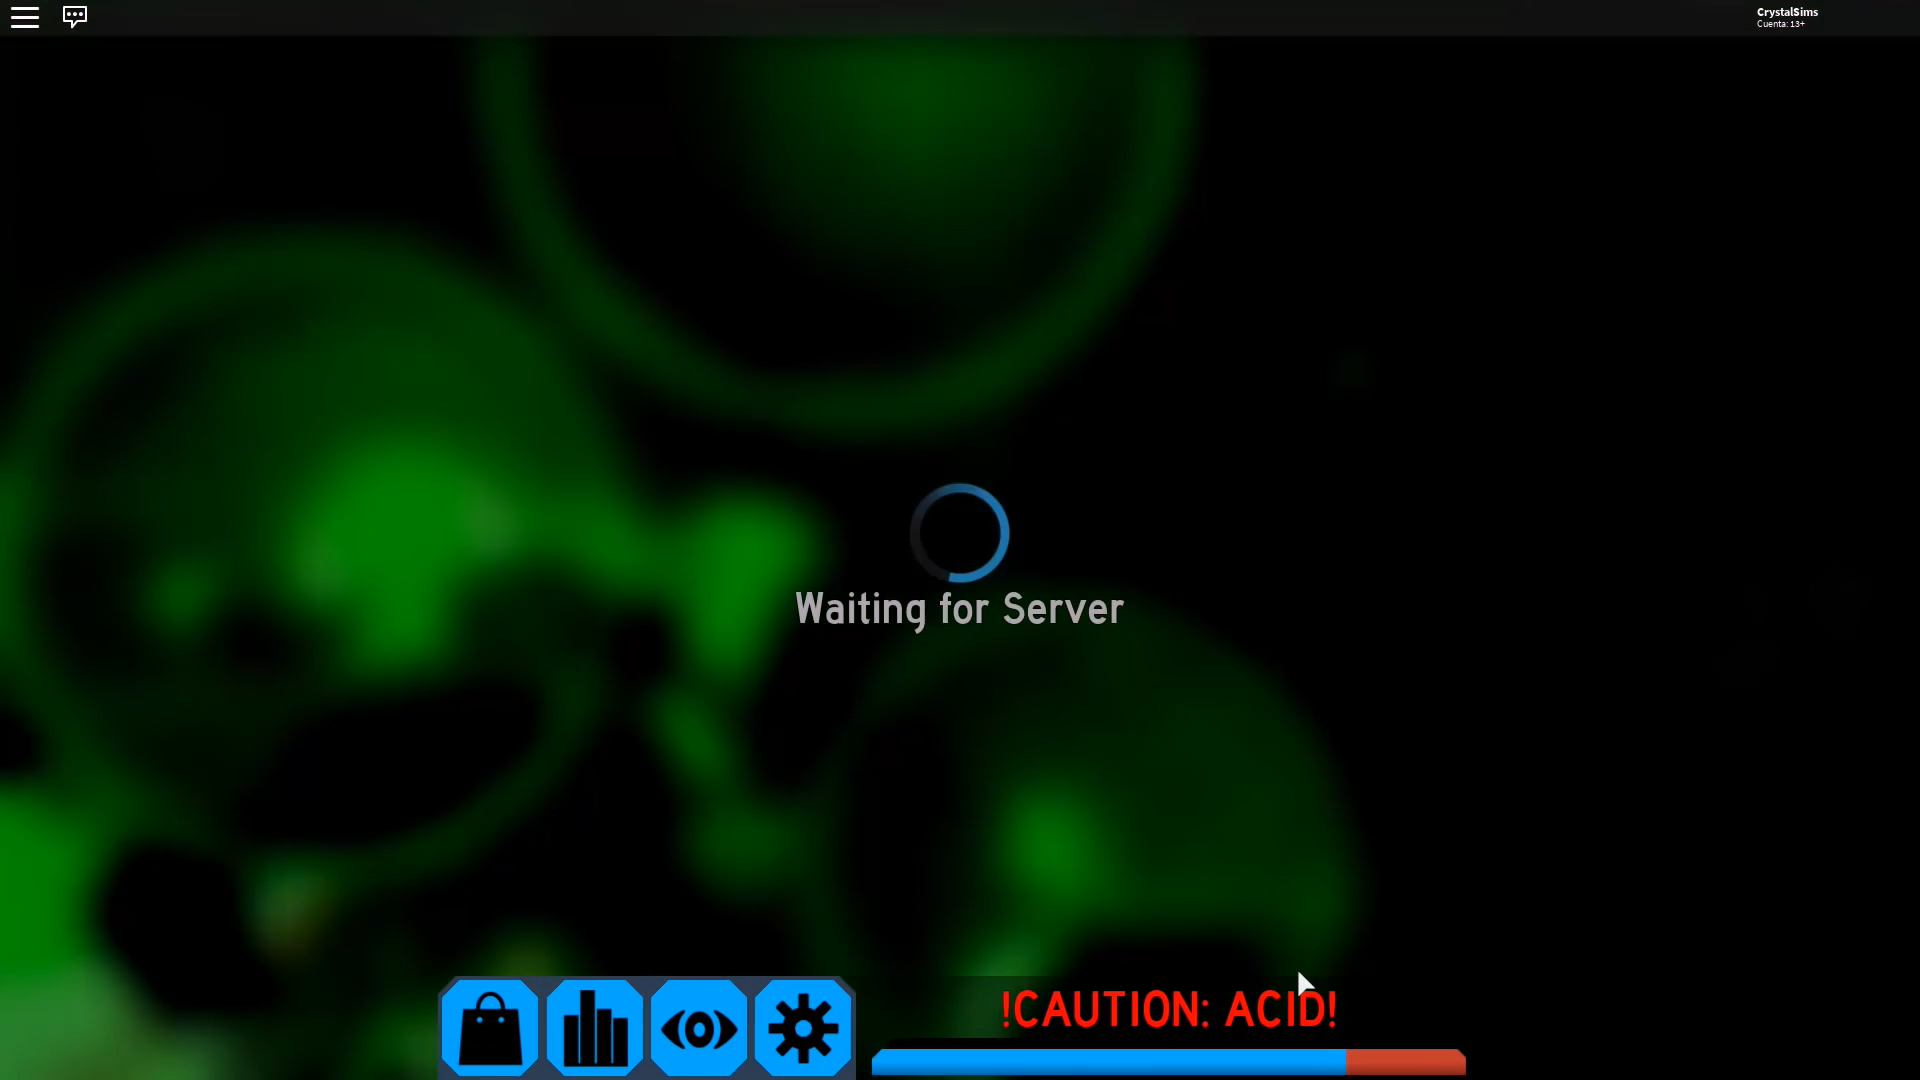 CrystalSims
Cuenta: 13+
Waiting for Server
!CAUTION: ACID!